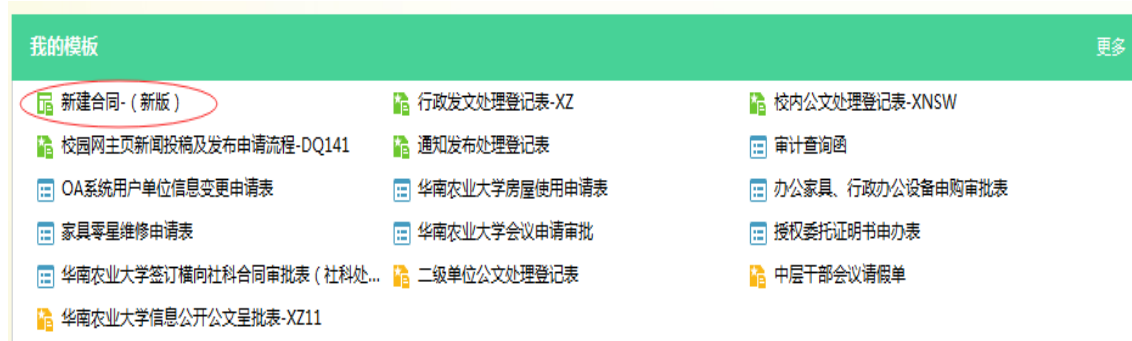 我的模板 更多
新建合同-（新版） 行政发文处理登记表-XZ 校内公文处理登记表-XNSW
校园网主页新闻投稿及发布申请流程-DQ141 通知发布处理登记表 审计查询函
OA系统用户单位信息变更申请表 华南农业大学房屋使用申请表 办公家具、行政办公设备申购审批表
家具零星维修申请表 华南农业大学会议申请审批 授权委托证明书申办表
华南农业大学签订横向社科合同审批表（社科处... 二级单位公文处理登记表 中层干部会议请假单
华南农业大学信息公开公文呈批表-XZ11